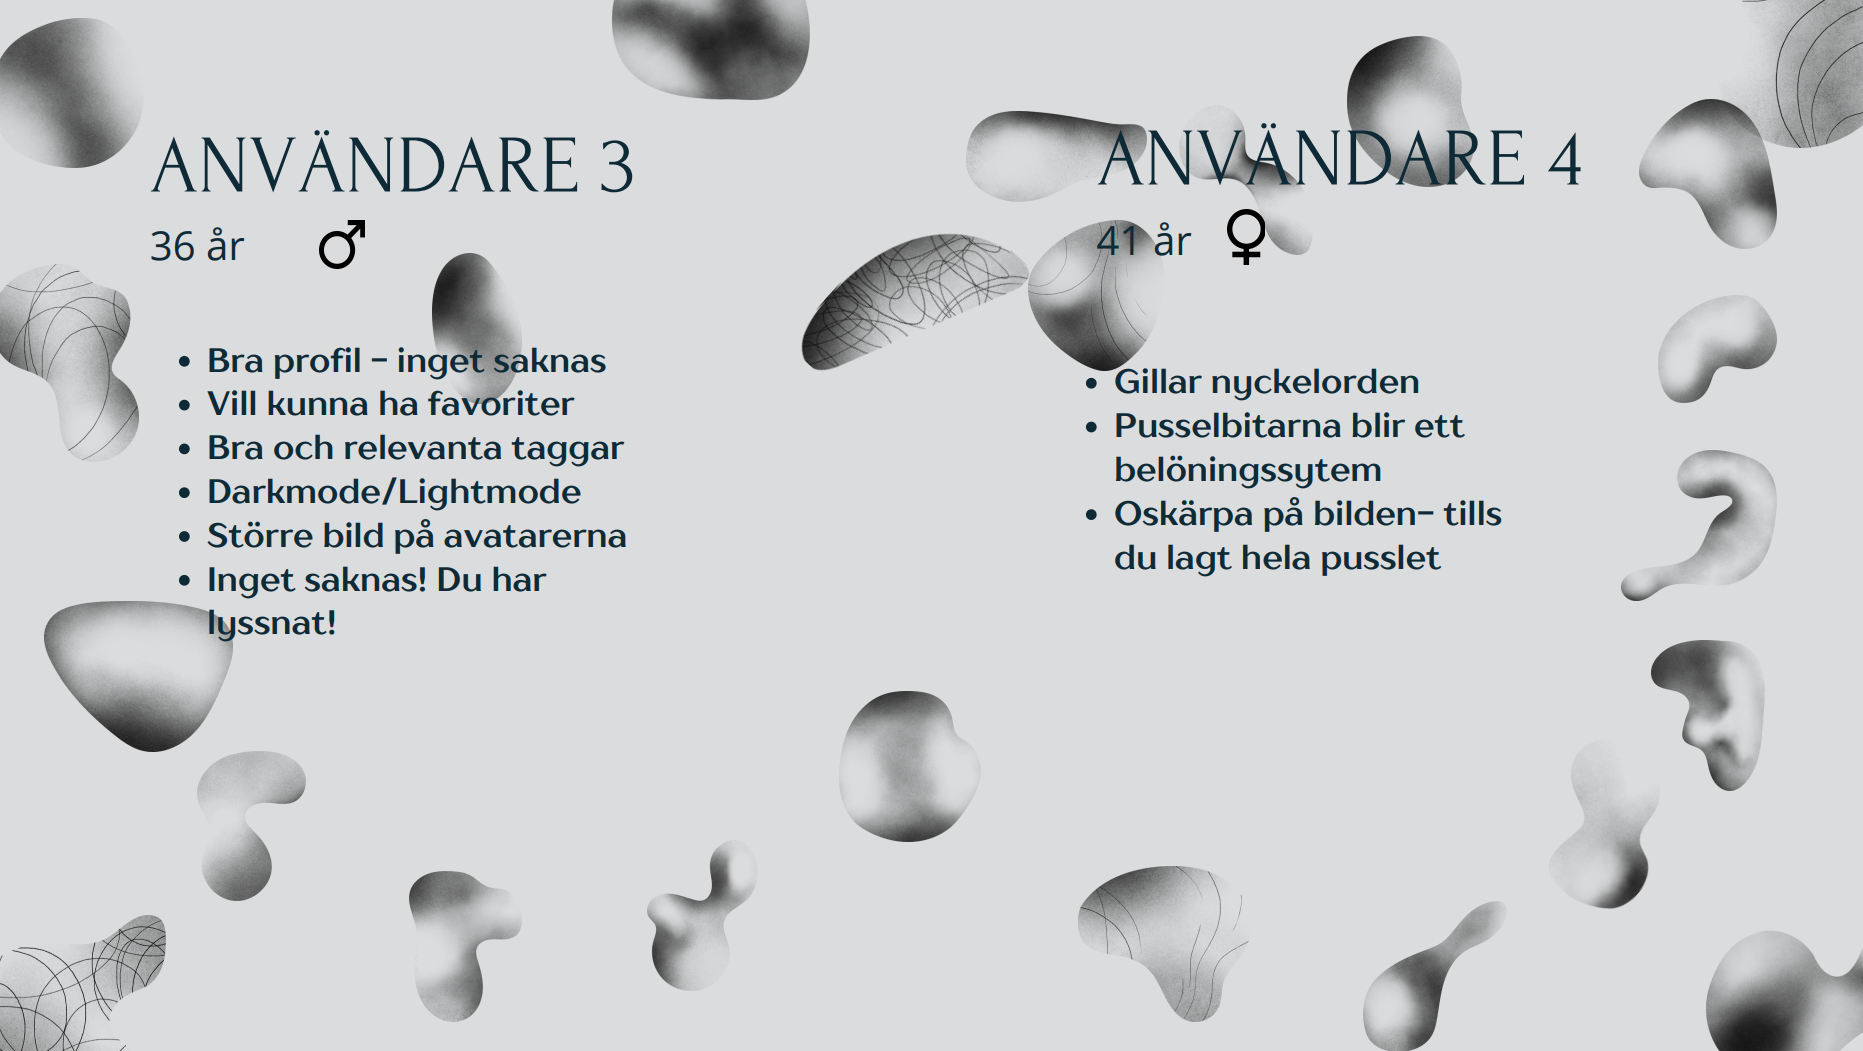 ANVÄNDARE 3
36 år
• Bra profil - inget saknas
• Vill kunna ha favoriter
• Bra och relevanta taggar
• Darkmode/Lightmode
• Större bild på avatarerna
• Inget saknas! Du har
lyssnat!
ANVÄNDARE 4
41 år
• Gillar nyckelorden
• Pusselbitarna blir ett
belöningssytem
• Oskärpa på bilden- tills
du lagt hela pusslet